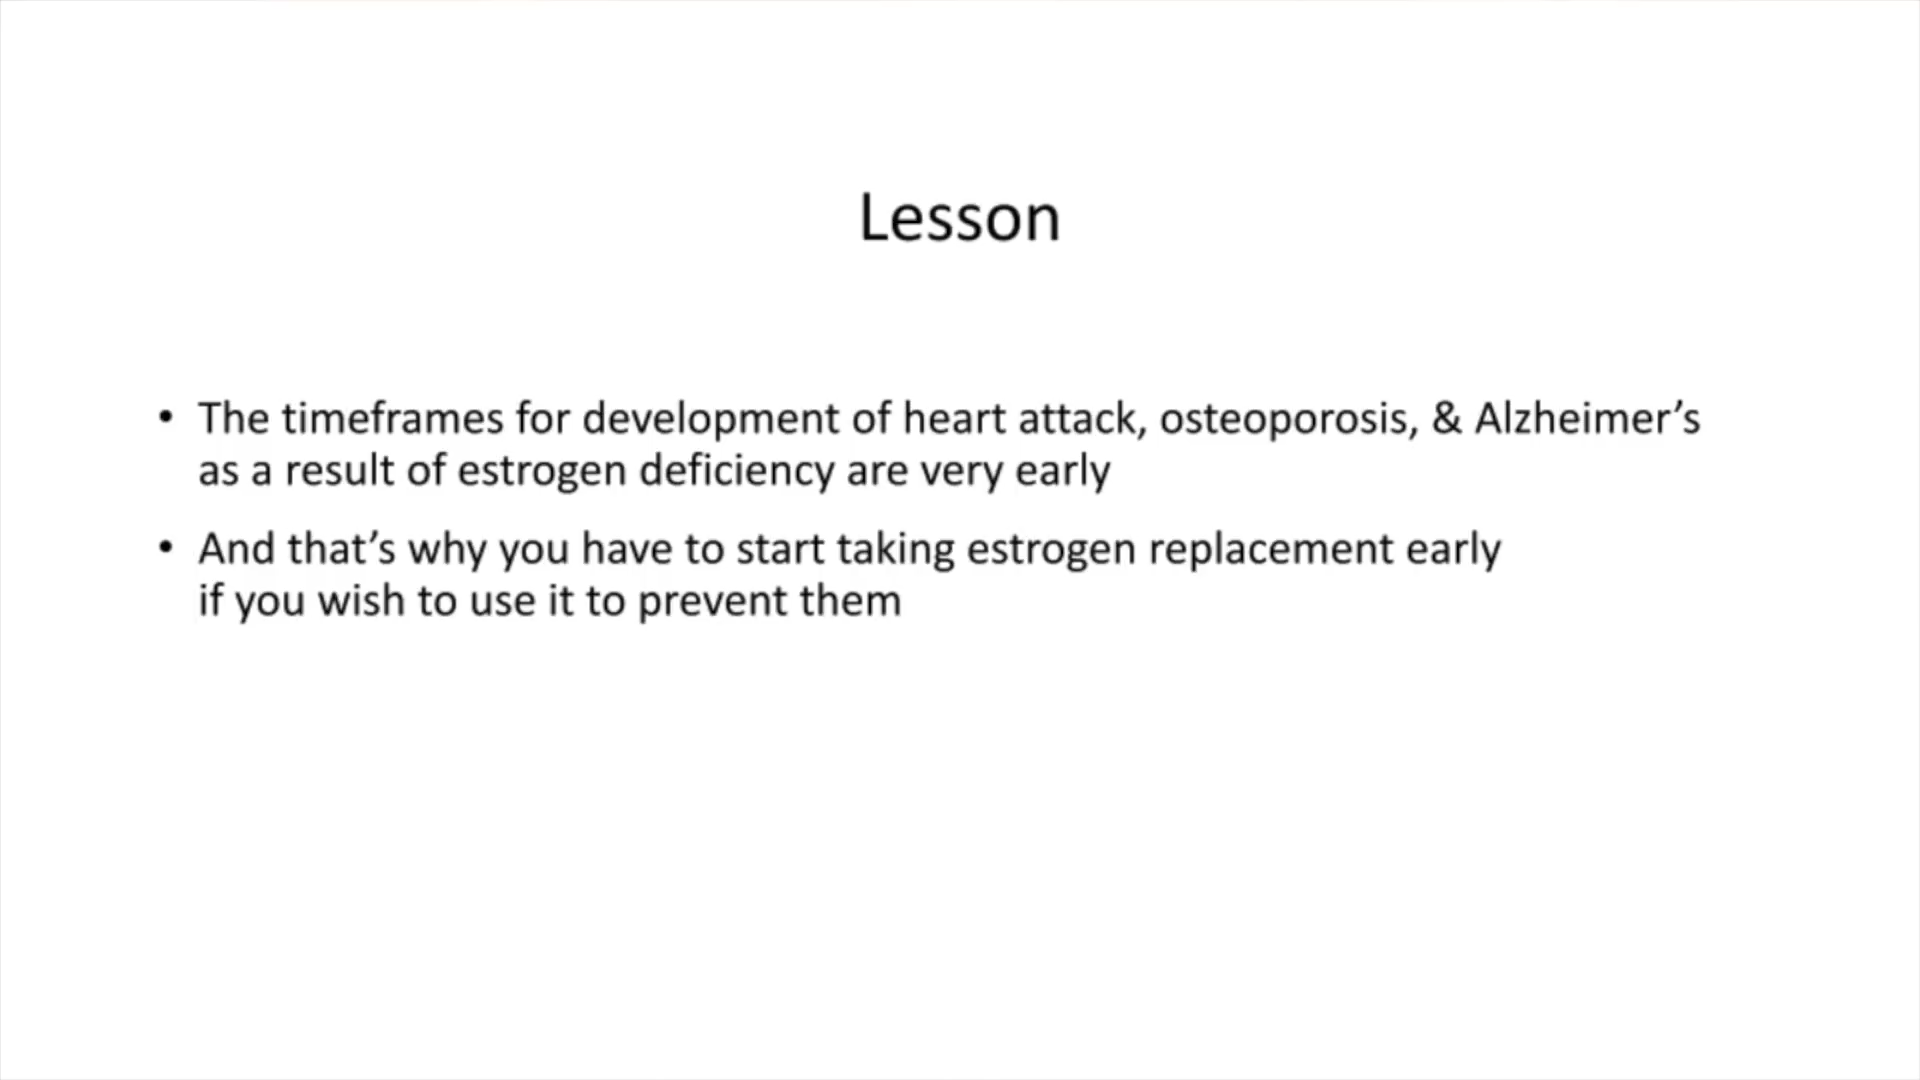 Lesson
• The timeframes for development of heart attack, osteoporosis, & Alzheimer’s
as a result of estrogen deficiency are very early
• And that’s why you have to start taking estrogen replacement early
if you wish to use it to prevent them